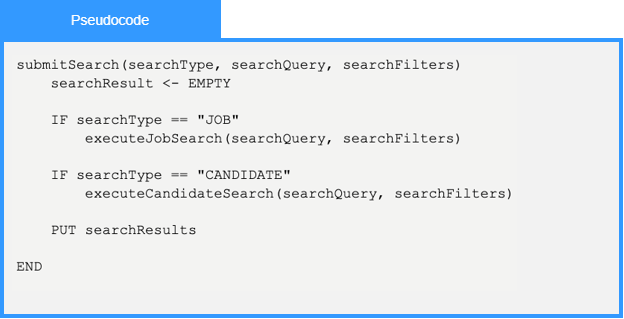 Pseudocode
submitSearch(searchType, searchQuery, searchFilters)
searchResult <- EMPTY
IF searchType == "JOB"
executeJobSearch(searchQuery, searchFilters)
IF searchType == "CANDIDATE"
executeCandidateSearch(searchQuery, searchFilters)
PUT searchResults
END